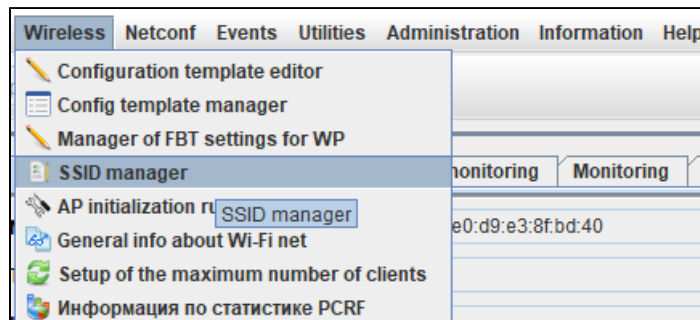 Wireless Netconf Events Utilities Administration Information Help
Configuration template editor
Config template manager
Manager of FBT settings for WP
SSID manager
Monitoring
AP initialization
SSID manager
e0:d9:e3:8f:bd:40
General info about Wi-Fi net
Setup of the maximum number of clients
Информация по статистике PCRF